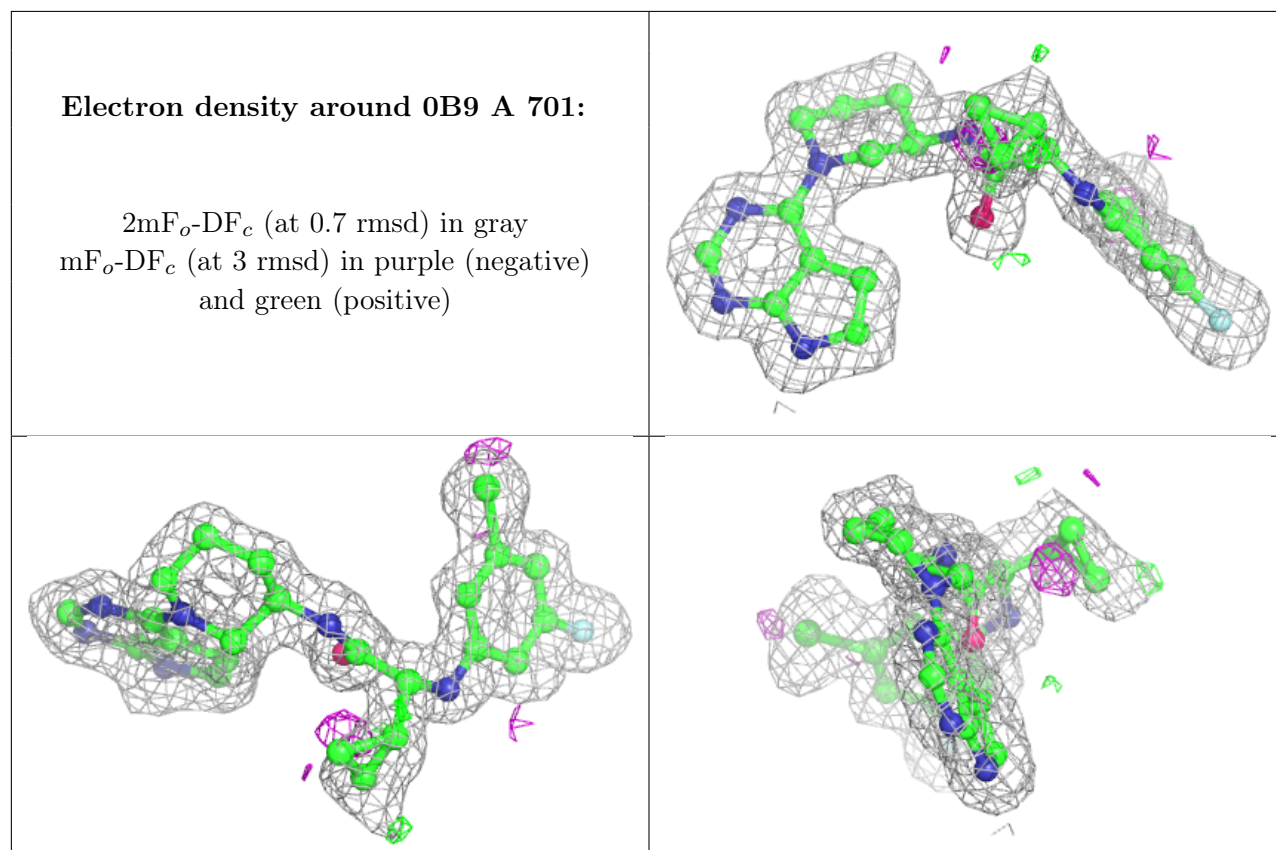 Electron density around 0B9 A 701:
2mFₒ-DF𝒸 (at 0.7 rmsd) in gray
mFₒ-DF𝒸 (at 3 rmsd) in purple (negative)
and green (positive)